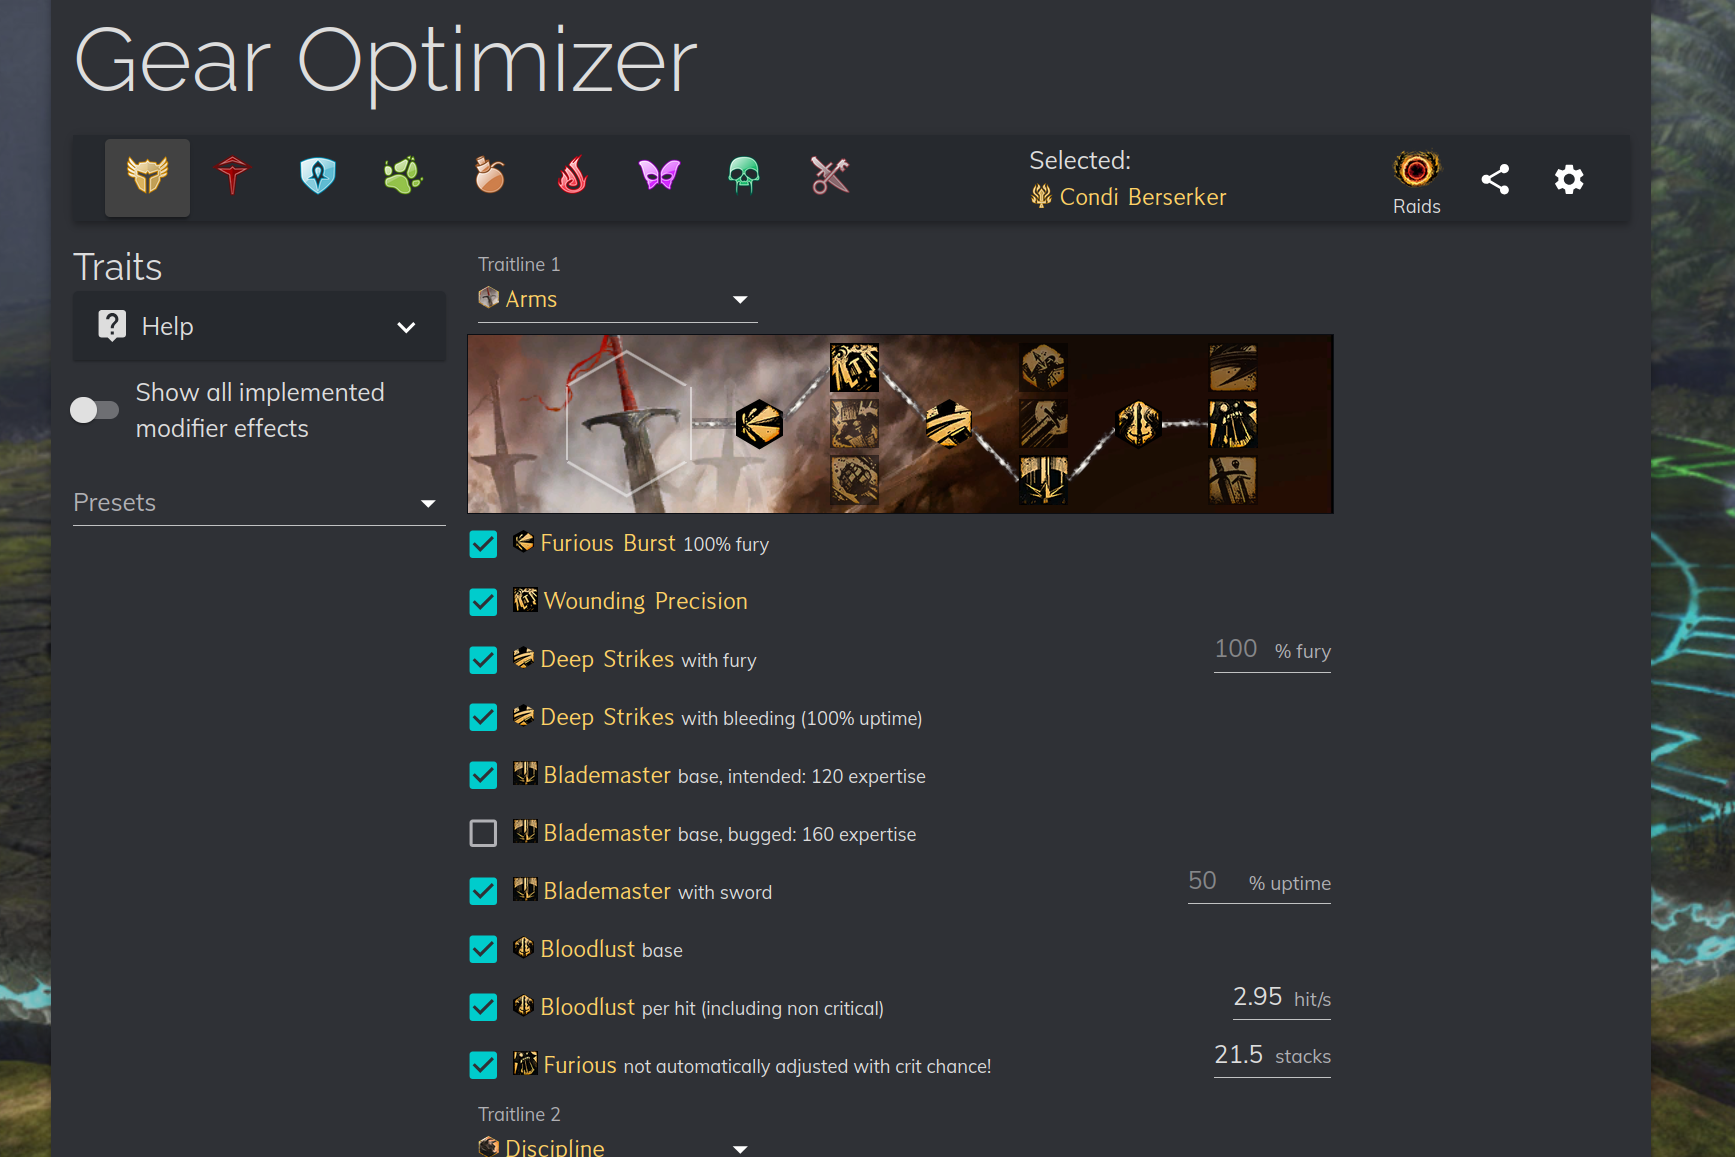 Gear Optimizer
Selected:
Condi Berserker
Raids
Traits
Help
Show all implemented
modifier effects
Presets
Traitline 1
Arms
Furious Burst 100% fury
Wounding Precision
Deep Strikes with fury 100 % fury
Deep Strikes with bleeding (100% uptime)
Blademaster base, intended: 120 expertise
Blademaster base, bugged: 160 expertise
Blademaster with sword 50 % uptime
Bloodlust base
Bloodlust per hit (including non critical) 2.95 hit/s
Furious not automatically adjusted with crit chance! 21.5 stacks
Traitline 2
Discipline